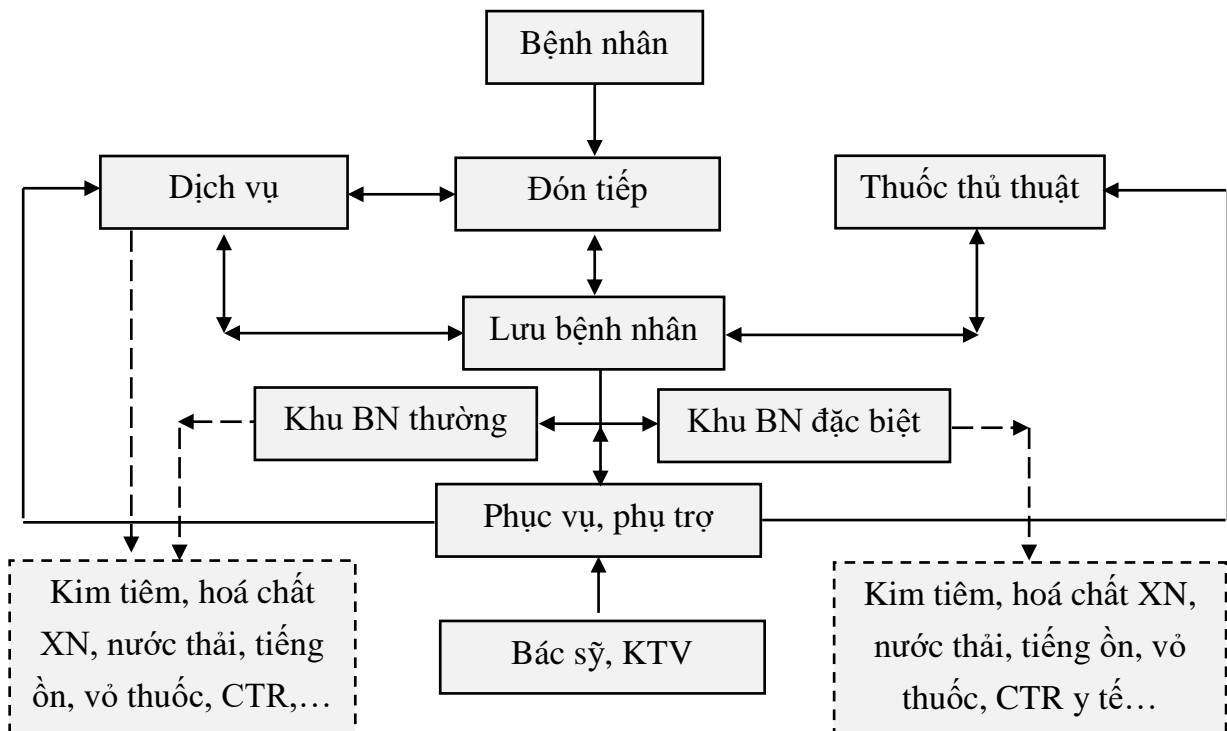 Bệnh nhân
Dịch vụ
Đón tiếp
Thuốc thủ thuật
Lưu bệnh nhân
Khu BN thường
Khu BN đặc biệt
Phục vụ, phụ trợ
Kim tiêm, hoá chất
XN, nước thải, tiếng
ồn, vỏ thuốc, CTR,…
Bác sỹ, KTV
Kim tiêm, hoá chất XN,
nước thải, tiếng ồn, vỏ
thuốc, CTR y tế…